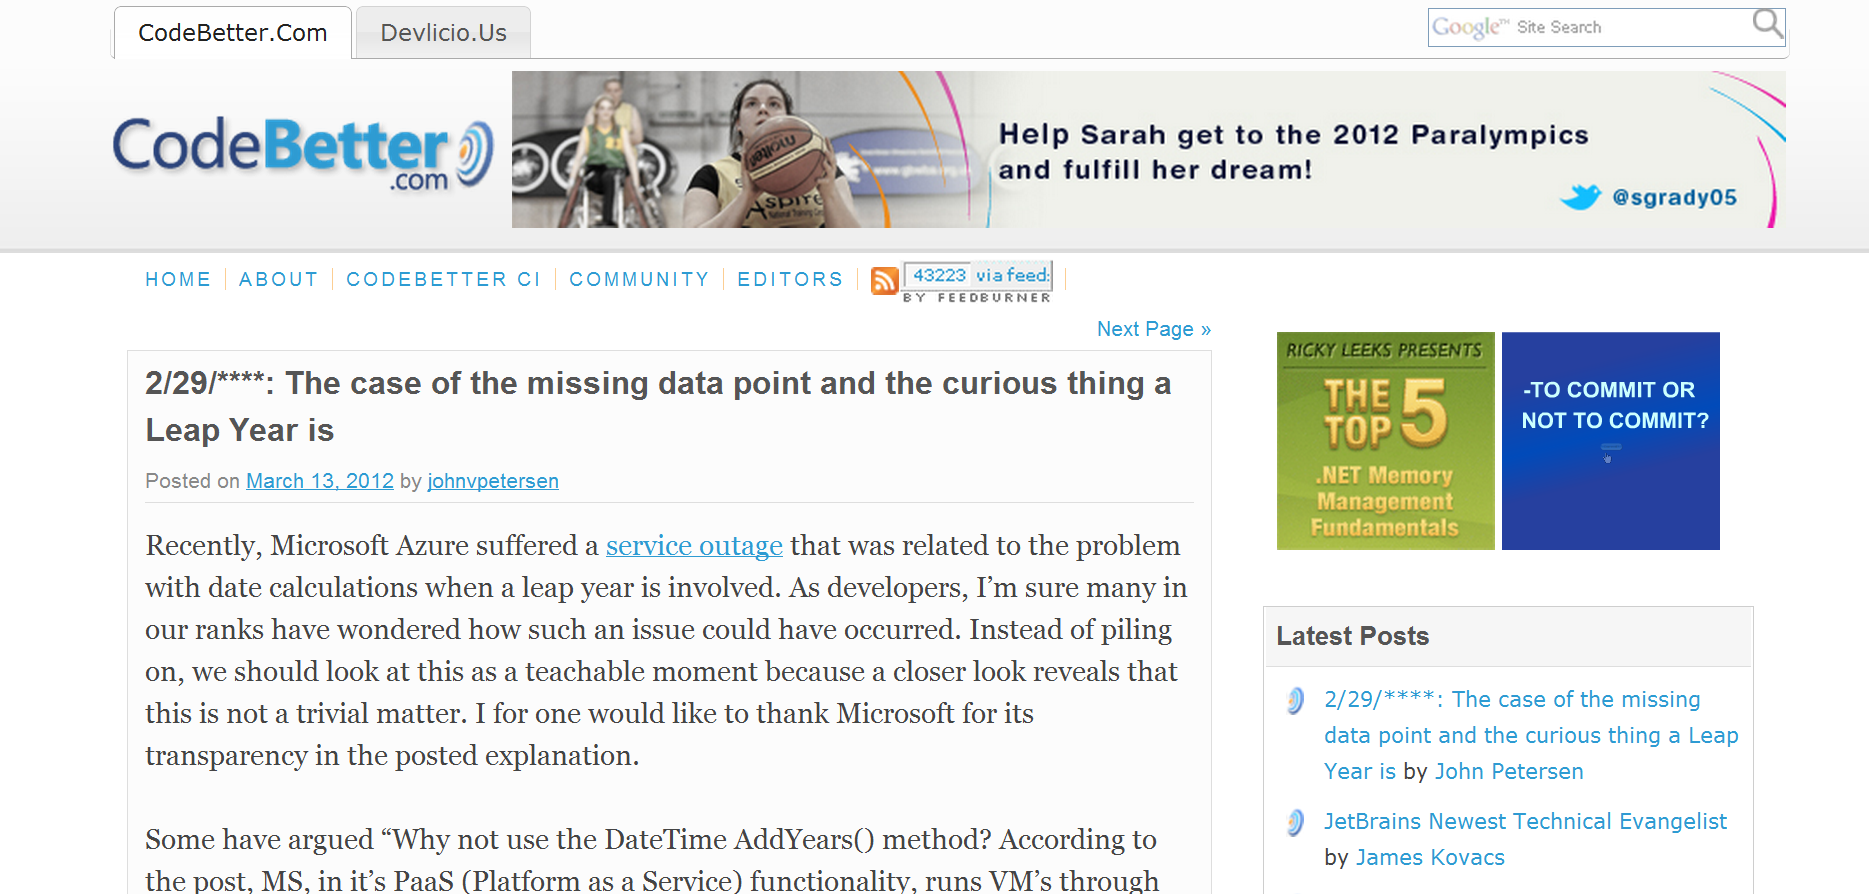 CodeBetter.Com
Devlicio.Us
Google™ Site Search
CodeBetter
.com
molten
Aspire
Help Sarah get to the 2012 Paralympics
and fulfill her dream!
@sgrady05
HOME
ABOUT
CODEBETTER CI
COMMUNITY
EDITORS
43223 via feed:
BY FEEDBURNER
Next Page »
2/29/****: The case of the missing data point and the curious thing a
Leap Year is
Posted on March 13, 2012 by johnvpetersen
Recently, Microsoft Azure suffered a service outage that was related to the problem
with date calculations when a leap year is involved. As developers, I’m sure many in
our ranks have wondered how such an issue could have occurred. Instead of piling
on, we should look at this as a teachable moment because a closer look reveals that
this is not a trivial matter. I for one would like to thank Microsoft for its
transparency in the posted explanation.
Some have argued “Why not use the DateTime AddYears() method? According to
the post, MS, in it’s PaaS (Platform as a Service) functionality, runs VM’s through
RICKY LEEKS PRESENTS
THE
TOP 5
.NET Memory
Management
Fundamentals
-TO COMMIT OR
NOT TO COMMIT?
Latest Posts
2/29/****: The case of the missing
data point and the curious thing a Leap
Year is by John Petersen
JetBrains Newest Technical Evangelist
by James Kovacs